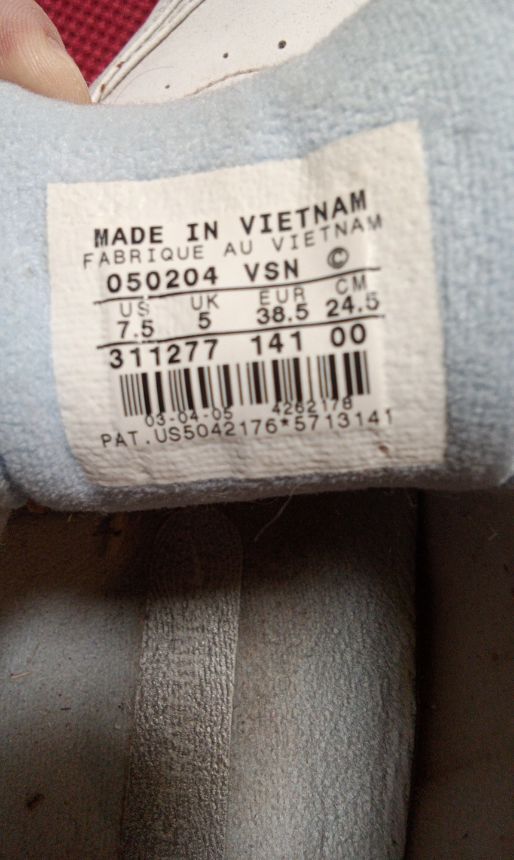 MADE IN VIETNAM
FABRIQUE AU VIETNAM
050204 VSN ©
US UK EUR CM
7.5 5 38.5 24.5
311277 141 00
03-04-05 4262178
PAT.US5042176*5713141